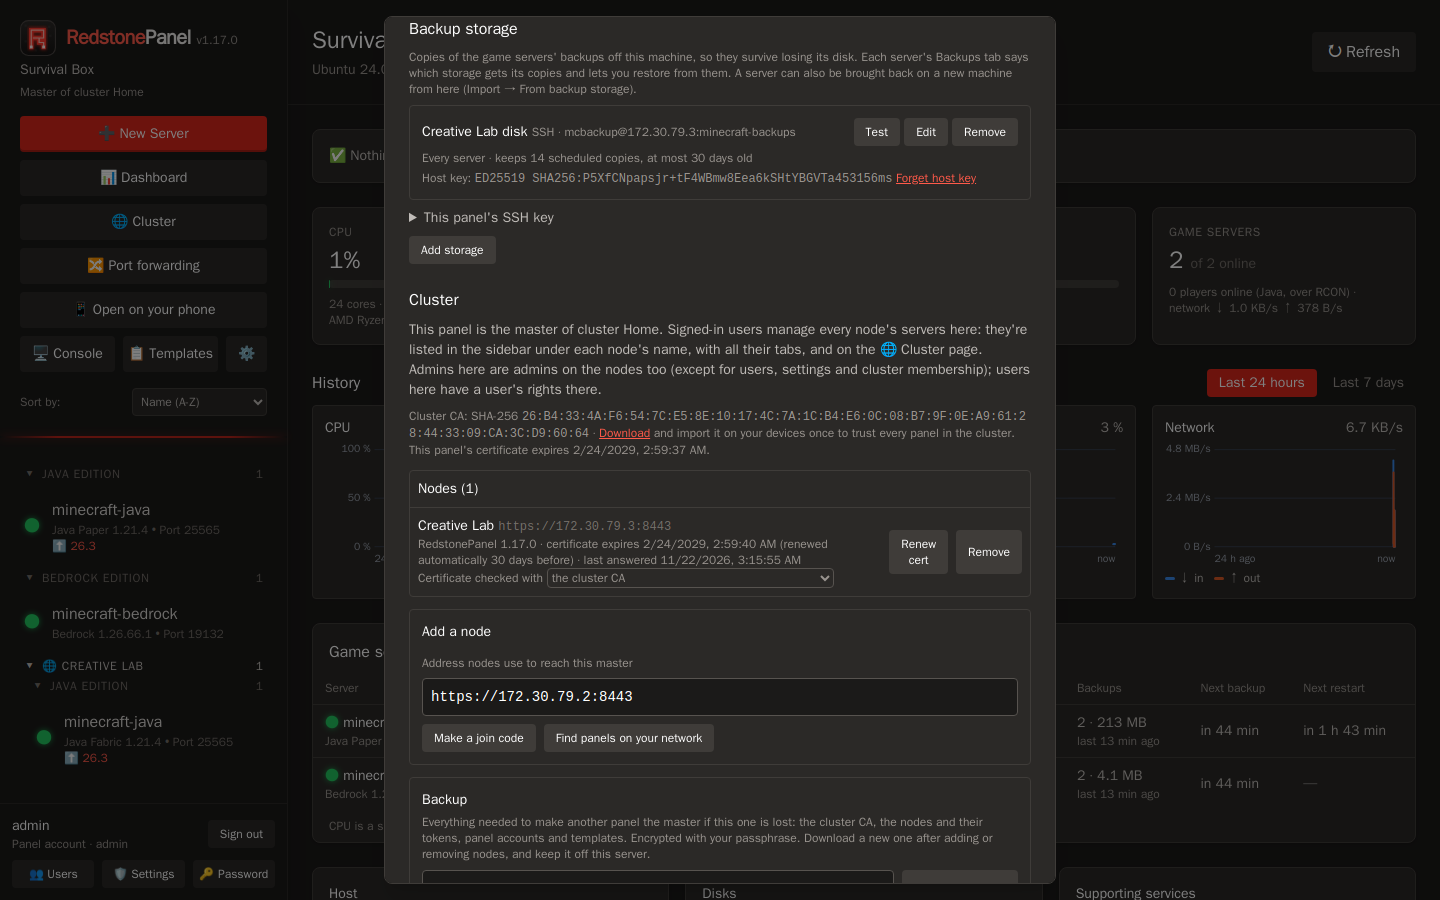 RedstonePanel v1.17.0
Survival Box
Master of cluster Home
➕ New Server
📊 Dashboard
🌐 Cluster
🔀 Port forwarding
📱 Open on your phone
🖥️ Console
📋 Templates
⚙️
Sort by:
Name (A-Z)
▼ JAVA EDITION 1
minecraft-java
Java Paper 1.21.4 • Port 25565
⬆️ 26.3
▼ BEDROCK EDITION 1
minecraft-bedrock
Bedrock 1.26.66.1 • Port 19132
▼ 🌐 CREATIVE LAB 1
▼ JAVA EDITION 1
minecraft-java
Java Fabric 1.21.4 • Port 25565
⬆️ 26.3
admin
Panel account · admin
Sign out
👥 Users
🛡️ Settings
🔑 Password
Surviva
Ubuntu 24.0
↻ Refresh
✅ Nothin
CPU
1%
24 cores ·
AMD Ryzen
GAME SERVERS
2 of 2 online
0 players online (Java, over RCON) ·
network ↓ 1.0 KB/s ↑ 378 B/s
History
Last 24 hours
Last 7 days
CPU 3 %
100 %
50 %
0 %
24
now
Network 6.7 KB/s
4.8 MB/s
2.4 MB/s
0 B/s
24 h ago now
↓ in ↑ out
Game se
Server Backups Next backup Next restart
minecr
Java Paper
2 · 213 MB
last 13 min ago
in 44 min
in 1 h 43 min
minecr
Bedrock 1.2
2 · 4.1 MB
last 13 min ago
in 44 min
—
CPU is a s
Host
Disks
Supporting services
Backup storage
Copies of the game servers' backups off this machine, so they survive losing its disk. Each server's Backups tab says
which storage gets its copies and lets you restore from them. A server can also be brought back on a new machine
from here (Import → From backup storage).
Creative Lab disk SSH · mcbackup@172.30.79.3:minecraft-backups
Test
Edit
Remove
Every server · keeps 14 scheduled copies, at most 30 days old
Host key: ED25519 SHA256:P5XfCNpapsjr+tF4WBmw8Eea6kSHtYBGVTa453156ms Forget host key
▶ This panel's SSH key
Add storage
Cluster
This panel is the master of cluster Home. Signed-in users manage every node's servers here: they're
listed in the sidebar under each node's name, with all their tabs, and on the 🌐 Cluster page.
Admins here are admins on the nodes too (except for users, settings and cluster membership); users
here have a user's rights there.
Cluster CA: SHA-256 26:B4:33:4A:F6:54:7C:E5:8E:10:17:4C:7A:1C:B4:E6:0C:08:B7:9F:0E:A9:61:2
8:44:33:09:CA:3C:D9:60:64 · Download and import it on your devices once to trust every panel in the cluster.
This panel's certificate expires 2/24/2029, 2:59:37 AM.
Nodes (1)
Creative Lab https://172.30.79.3:8443
RedstonePanel 1.17.0 · certificate expires 2/24/2029, 2:59:40 AM (renewed
automatically 30 days before) · last answered 11/22/2026, 3:15:55 AM
Certificate checked with the cluster CA
Renew
cert
Remove
Add a node
Address nodes use to reach this master
https://172.30.79.2:8443
Make a join code
Find panels on your network
Backup
Everything needed to make another panel the master if this one is lost: the cluster CA, the nodes and their
tokens, panel accounts and templates. Encrypted with your passphrase. Download a new one after adding or
removing nodes, and keep it off this server.